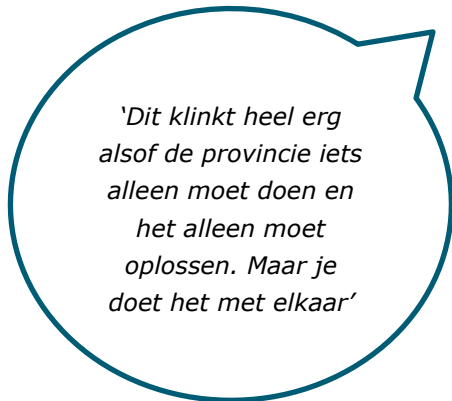 ‘Dit klinkt heel erg
alsof de provincie iets
alleen moet doen en
het alleen moet
oplossen. Maar je
doet het met elkaar’